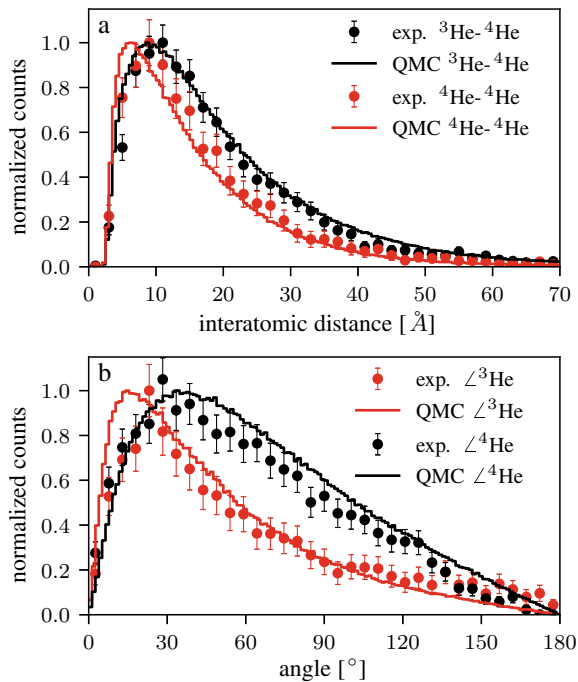 a
exp. ³He-⁴He
QMC ³He-⁴He
exp. ⁴He-⁴He
QMC ⁴He-⁴He
normalized counts
1.0
0.8
0.6
0.4
0.2
0.0
0 10 20 30 40 50 60 70
interatomic distance [Å]
b
exp. ∠³He
QMC ∠³He
exp. ∠⁴He
QMC ∠⁴He
normalized counts
1.0
0.8
0.6
0.4
0.2
0.0
0 30 60 90 120 150 180
angle [°]